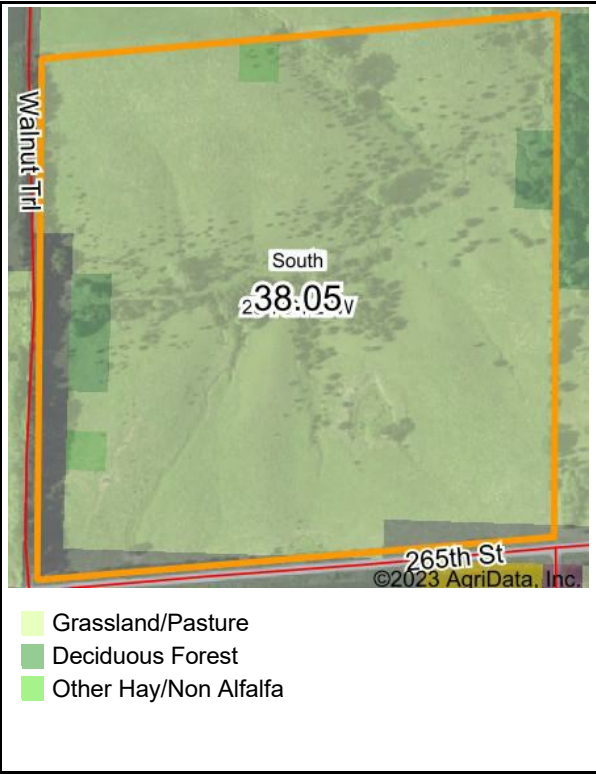 Walnut Trl
South
38.05
265th St
©2023 AgriData, Inc.
Grassland/Pasture
Deciduous Forest
Other Hay/Non Alfalfa